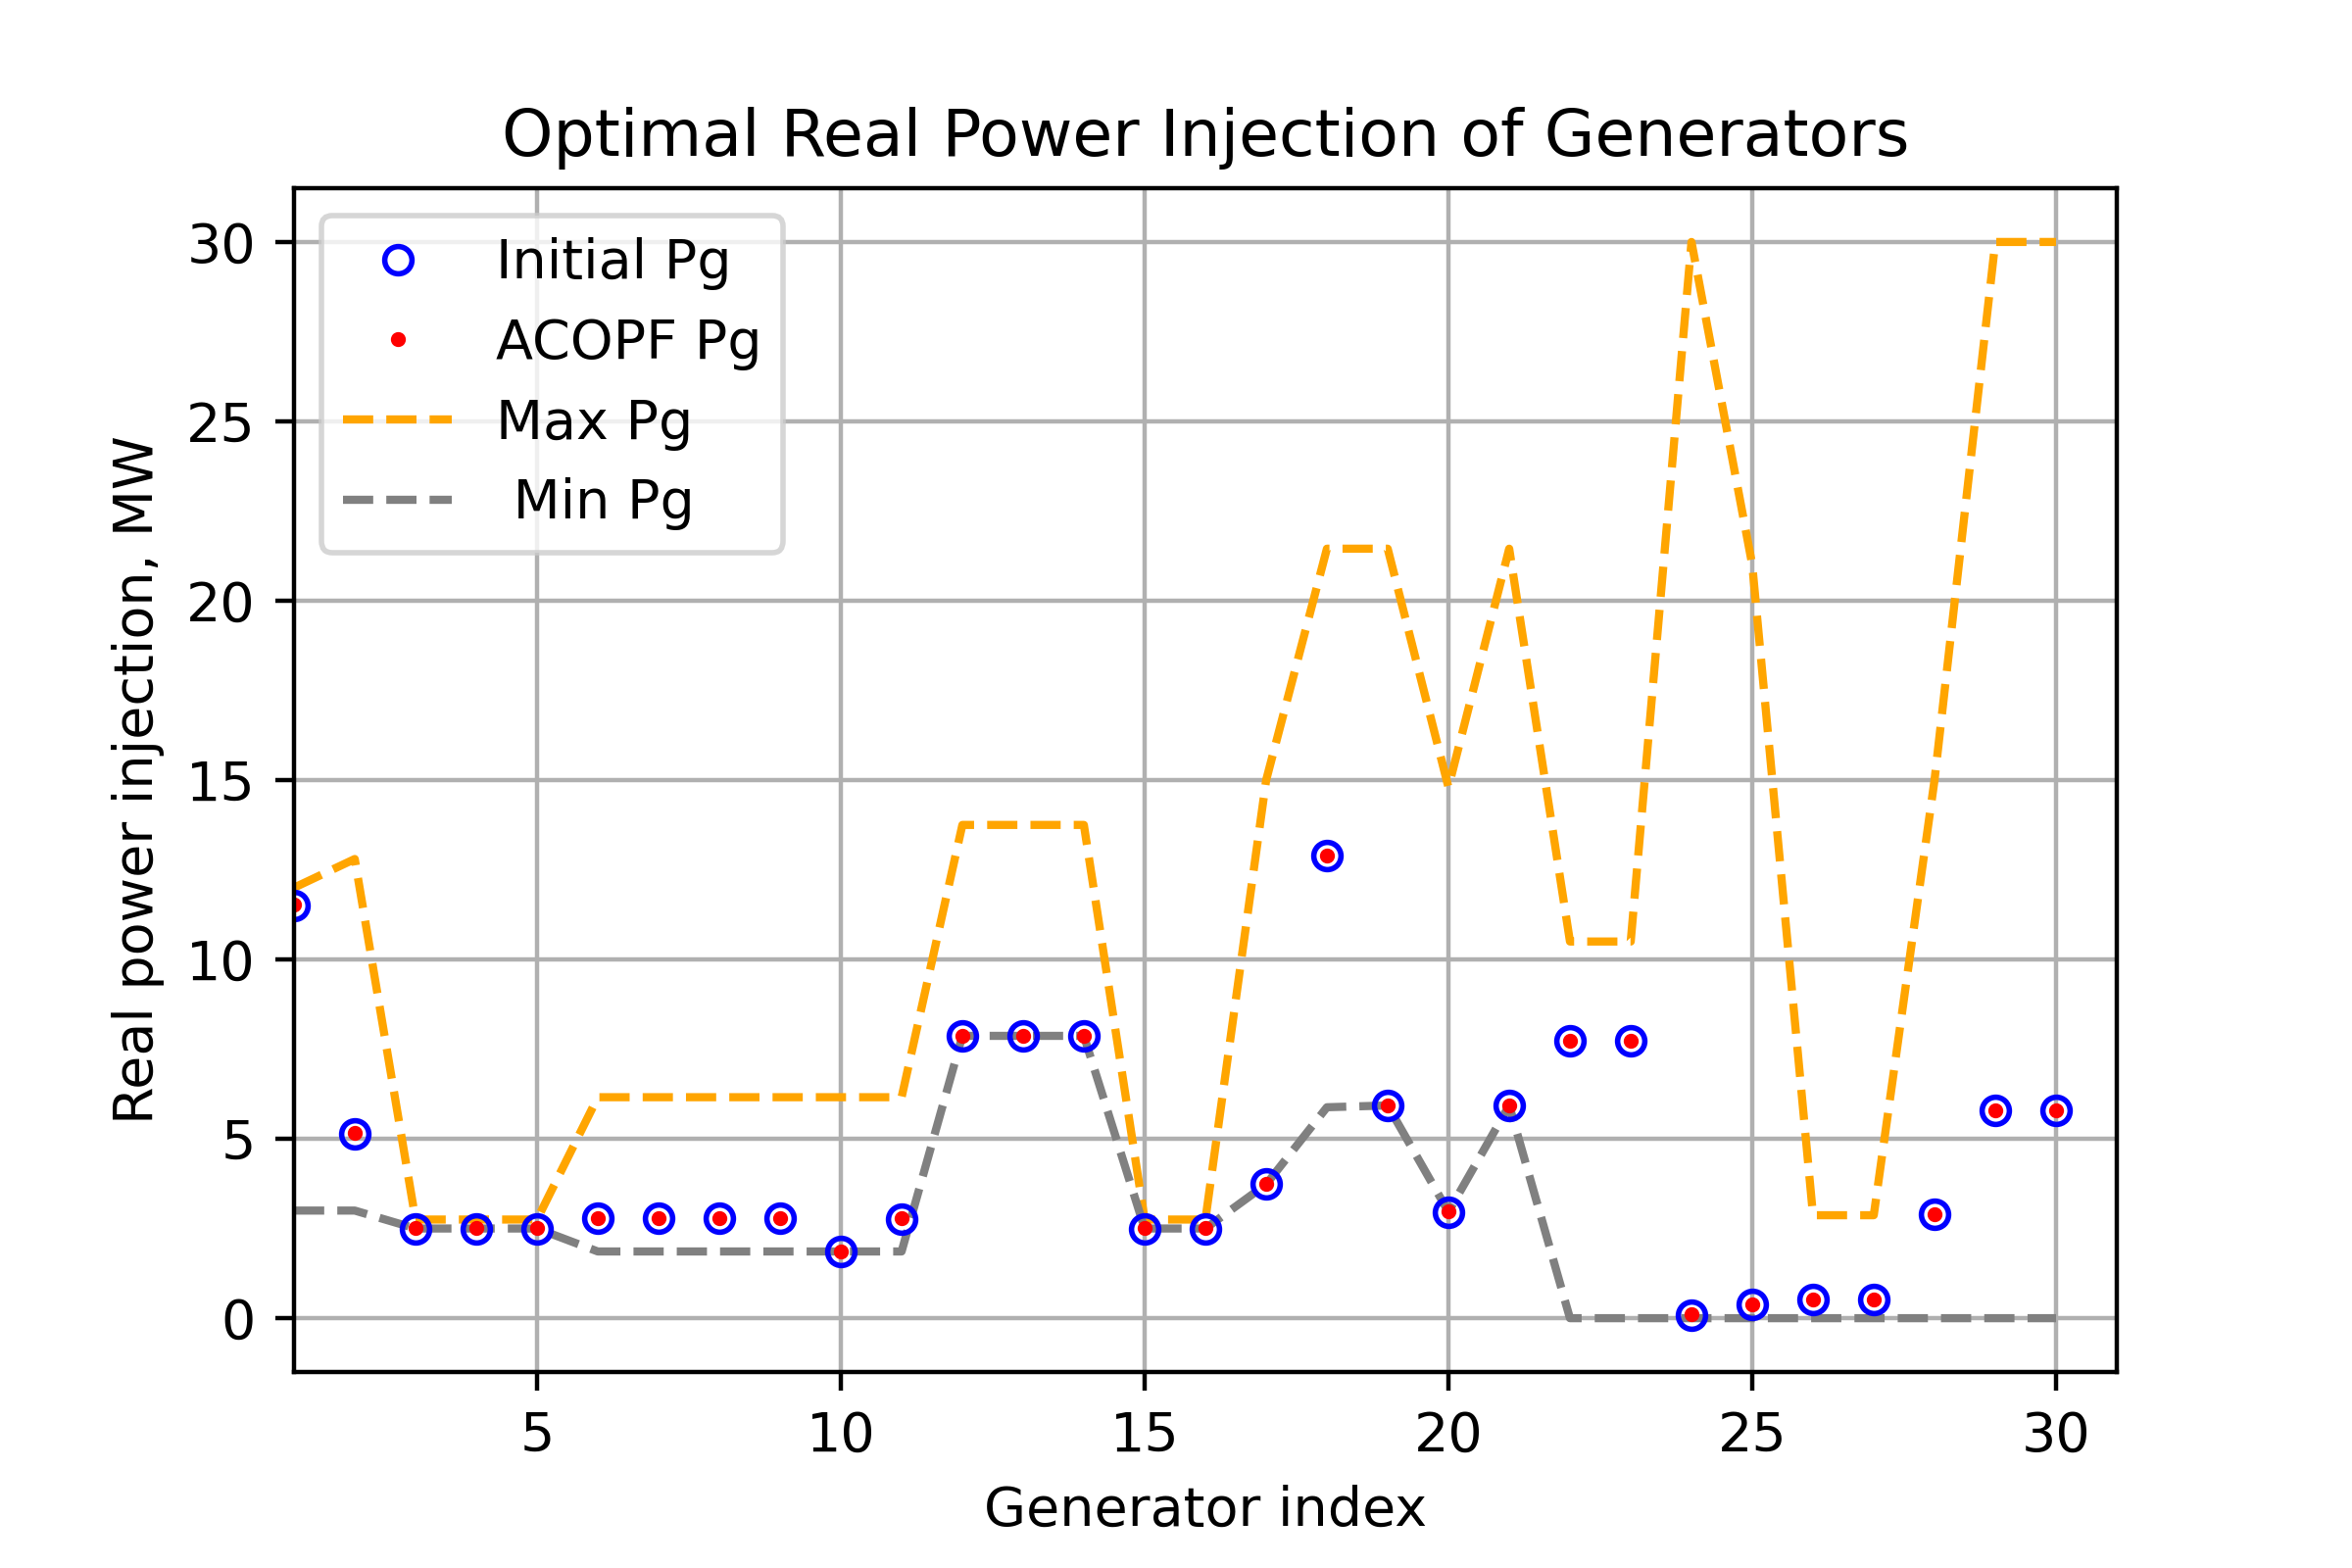 Optimal Real Power Injection of Generators
Real power injection, MW
30
25
20
15
10
5
0
Initial Pg
ACOPF Pg
Max Pg
Min Pg
5 10 15 20 25 30
Generator index